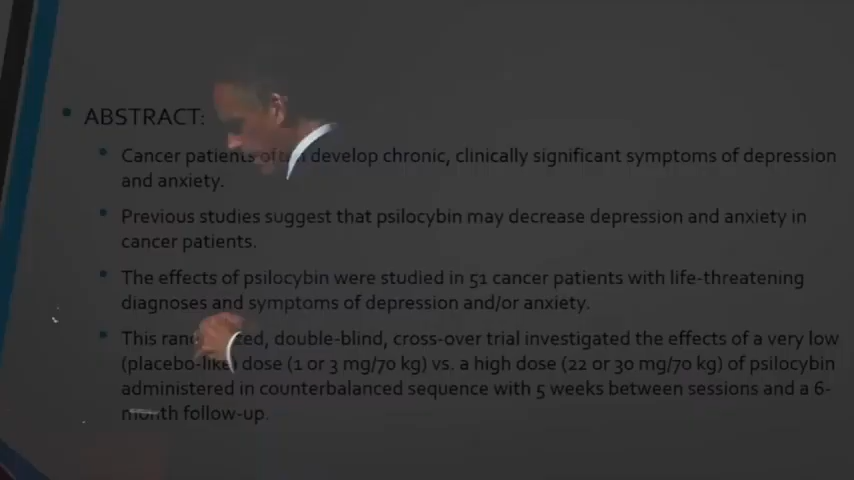 ABSTRACT:
Cancer patients often develop chronic, clinically significant symptoms of depression
and anxiety.
Previous studies suggest that psilocybin may decrease depression and anxiety in
cancer patients.
The effects of psilocybin were studied in 51 cancer patients with life-threatening
diagnoses and symptoms of depression and/or anxiety.
This randomized, double-blind, cross-over trial investigated the effects of a very low
(placebo-like) dose (1 or 3 mg/70 kg) vs. a high dose (22 or 30 mg/70 kg) of psilocybin
administered in counterbalanced sequence with 5 weeks between sessions and a 6-
month follow-up.